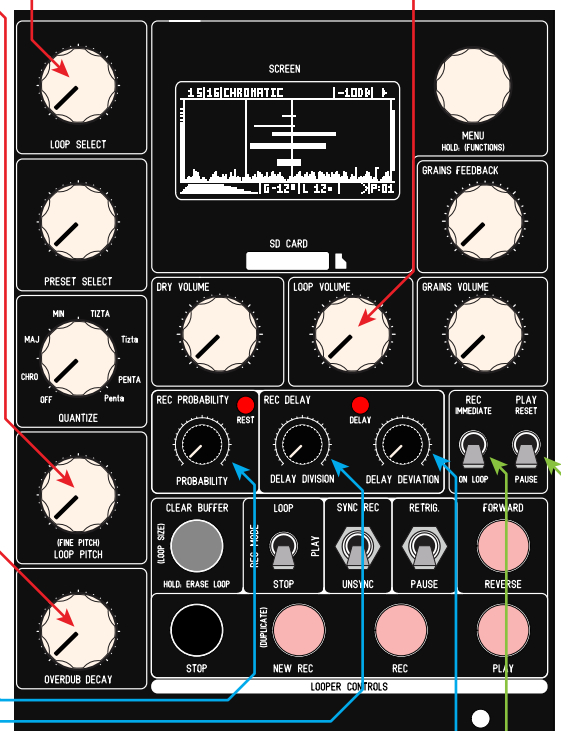 SCREEN
15|16|CHROMATIC
LOOP SELECT
MENU
HOLD: (FUNCTIONS)
GRAINS FEEDBACK
G-12
L 12
P:01
SD CARD
PRESET SELECT
DRY VOLUME
LOOP VOLUME
GRAINS VOLUME
MIN
TIZTA
MAJ
Tizta
CHRO
PENTA
OFF
Penta
QUANTIZE
REC PROBABILITY
REST
PROBABILITY
REC DELAY
DELAY
DELAY DIVISION
DELAY DEVIATION
REC
IMMEDIATE
PLAY
RESET
ON LOOP
PAUSE
(FINE PITCH)
LOOP PITCH
CLEAR BUFFER
(LOOP SIZE)
HOLD: ERASE LOOP
LOOP
REC MODE
PLAY
STOP
SYNC REC
UNSYNC
RETRIG.
PAUSE
FORWARD
REVERSE
OVERDUB DECAY
STOP
(DUPLICATE)
NEW REC
REC
PLAY
LOOPER CONTROLS